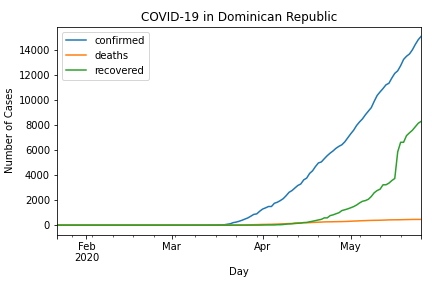 COVID-19 in Dominican Republic
confirmed
deaths
recovered
14000
12000
10000
8000
6000
4000
2000
0
Number of Cases
Feb
2020
Mar
Apr
May
Day